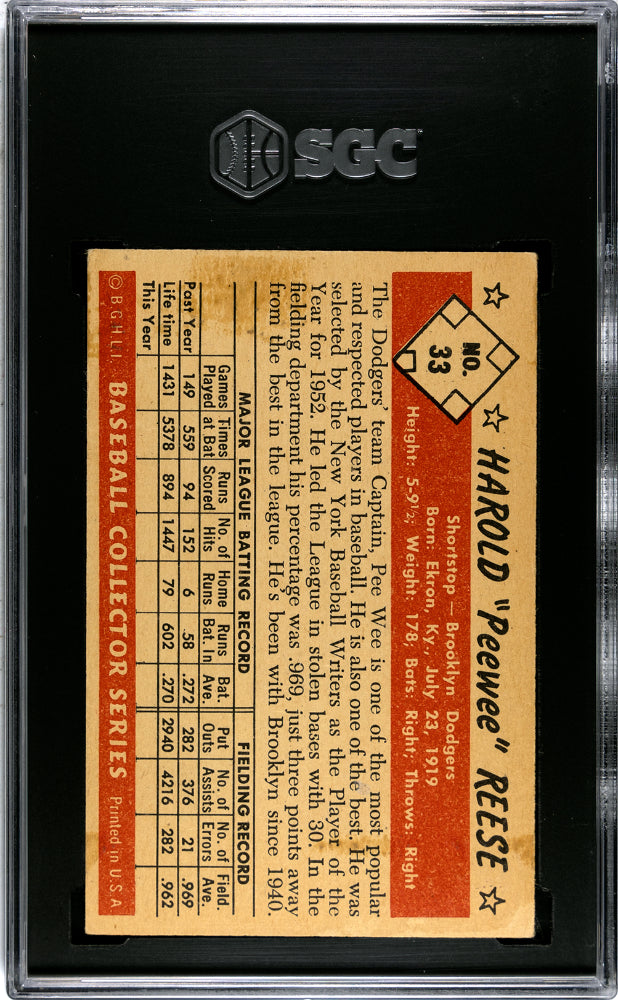 SGC
NO.
33
HAROLD "Peewee" REESE
Shortstop — Brooklyn Dodgers
Born: Ekron, Ky., July 23, 1919
Height: 5-9½; Weight: 178; Bats: Right; Throws: Right
The Dodgers' team Captain, Pee Wee is one of the most popular
and respected players in baseball. He is also one of the best. He was
selected by the New York Baseball Writers as the Player of the
Year for 1952. He led the League in stolen bases with 30. In the
fielding department his percentage was .969, just three points away
from the best in the league. He's been with Brooklyn since 1940.
MAJOR LEAGUE BATTING RECORD FIELDING RECORD
Games Times Runs No. of Home Runs Bat. Put No. of No. of Field.
Played at Bat Scored Hits Runs Bat. In Ave. Outs Assists Errors Ave.
Past Year 149 559 94 152 6 .58 .272 282 376 21 .969
Life time 1431 5378 894 1447 79 602 .270 2940 4216 282 .962
This Year
© B.G.H.L.I. BASEBALL COLLECTOR SERIES Printed in U.S.A